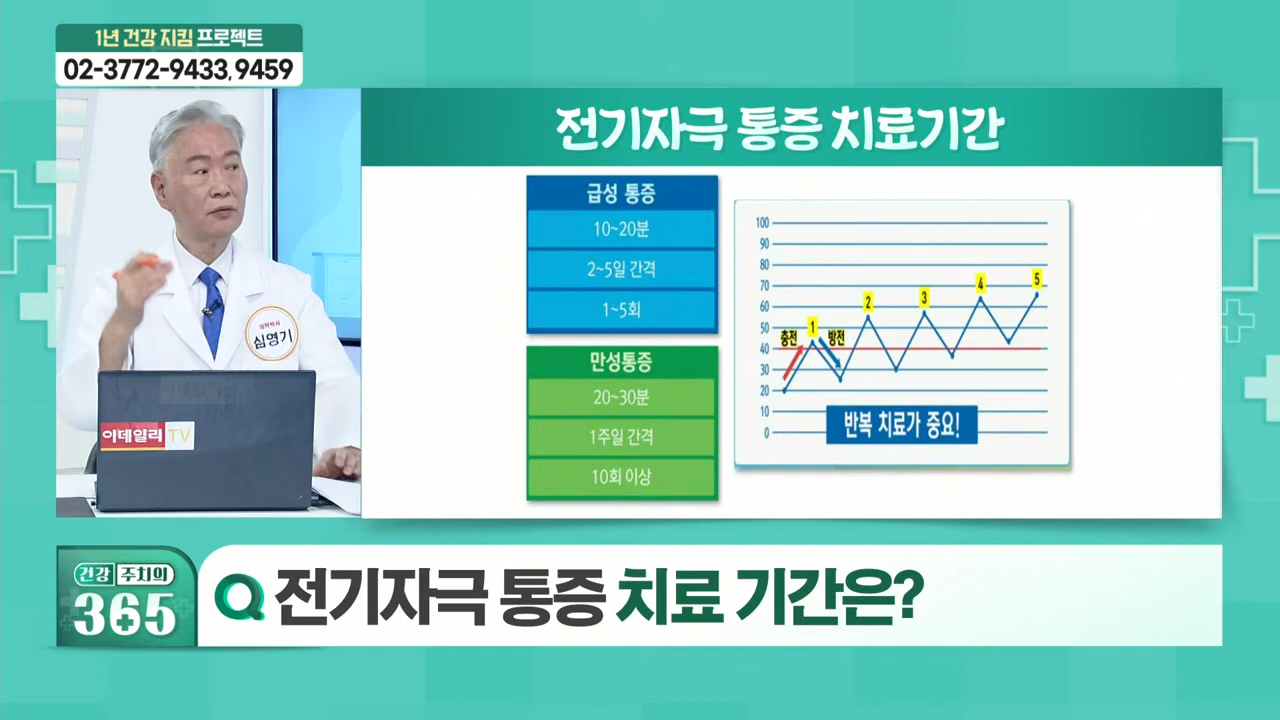 1년 건강 지킴 프로젝트
02-3772-9433, 9459
전기자극 통증 치료기간
급성 통증
10~20분
2~5일 간격
1~5회
만성통증
20~30분
1주일 간격
10회 이상
100
90
80
70
60
50
40
30
20
10
0
충전
1
방전
2
3
4
5
반복 치료가 중요!
의학박사
심영기
이데일리TV
건강 주치의
365
Q 전기자극 통증 치료 기간은?